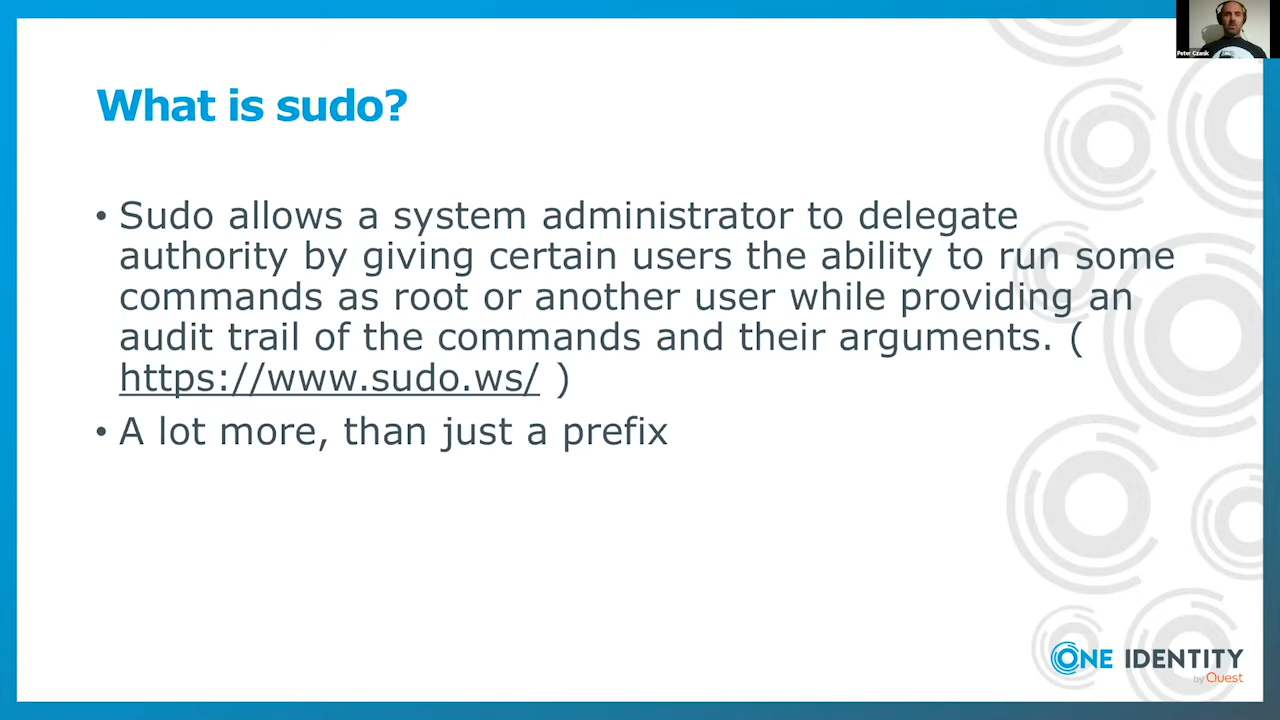 Peter Czanik
What is sudo?
• Sudo allows a system administrator to delegate
authority by giving certain users the ability to run some
commands as root or another user while providing an
audit trail of the commands and their arguments. (
https://www.sudo.ws/ )
• A lot more, than just a prefix
ONE IDENTITY
by Quest